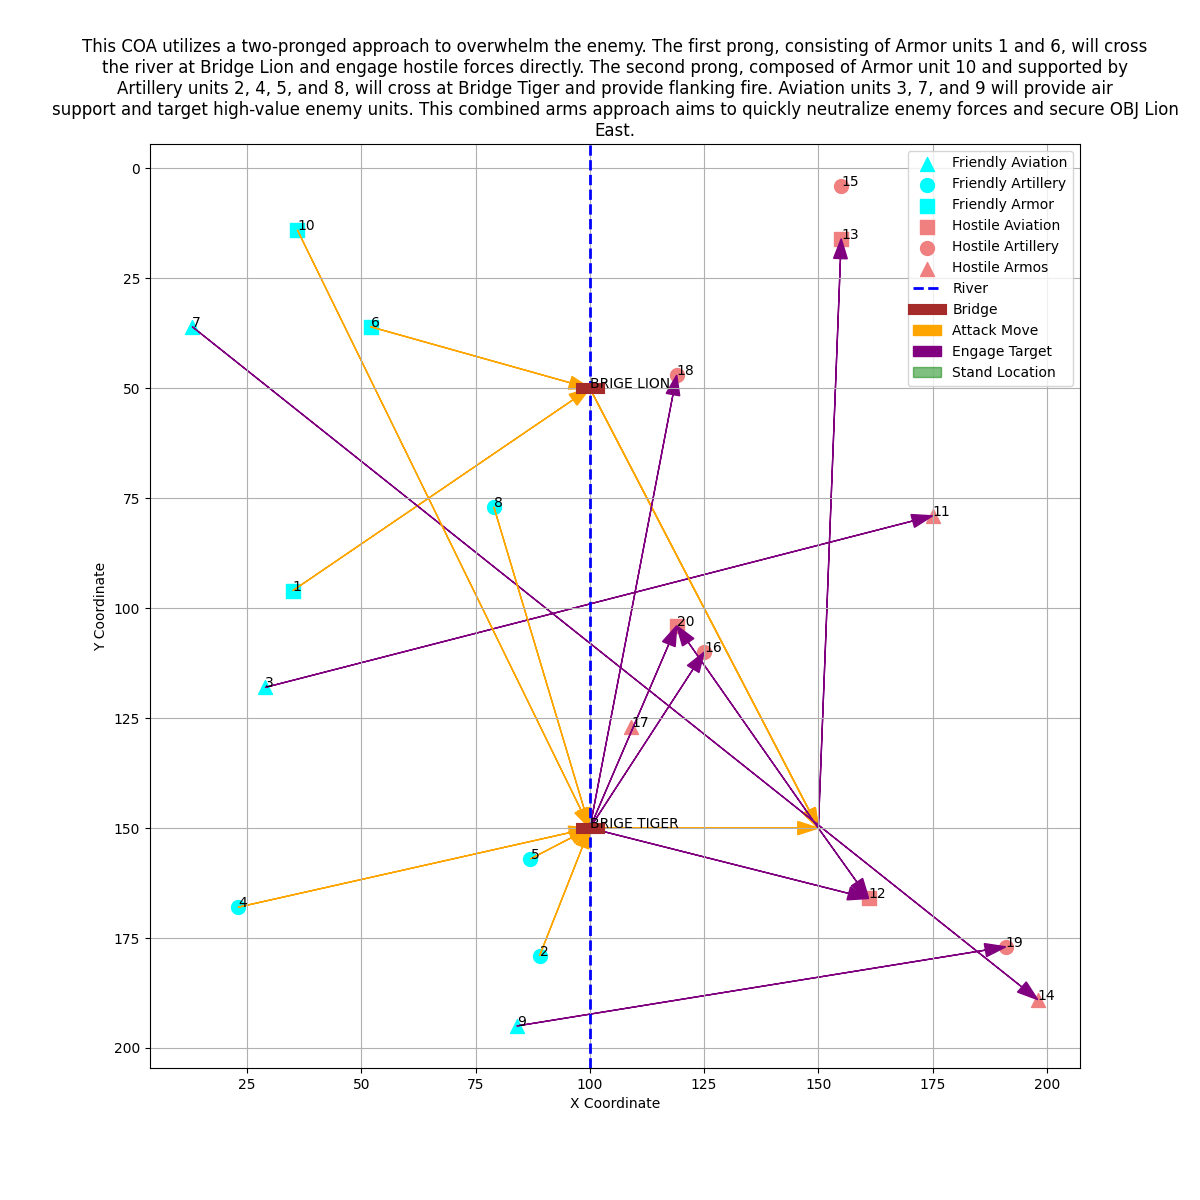 This COA utilizes a two-pronged approach to overwhelm the enemy. The first prong, consisting of Armor units 1 and 6, will cross
the river at Bridge Lion and engage hostile forces directly. The second prong, composed of Armor unit 10 and supported by
Artillery units 2, 4, 5, and 8, will cross at Bridge Tiger and provide flanking fire. Aviation units 3, 7, and 9 will provide air
support and target high-value enemy units. This combined arms approach aims to quickly neutralize enemy forces and secure OBJ Lion
East.
Friendly Aviation
Friendly Artillery
Friendly Armor
Hostile Aviation
Hostile Artillery
Hostile Armos
River
Bridge
Attack Move
Engage Target
Stand Location
0
25
50
75
100
125
150
175
200
Y Coordinate
15
13
10
7
6
18
BRIGE LION
8
11
1
20
16
3
17
BRIGE TIGER
5
12
4
2
19
14
9
25
50
75
100
125
150
175
200
X Coordinate